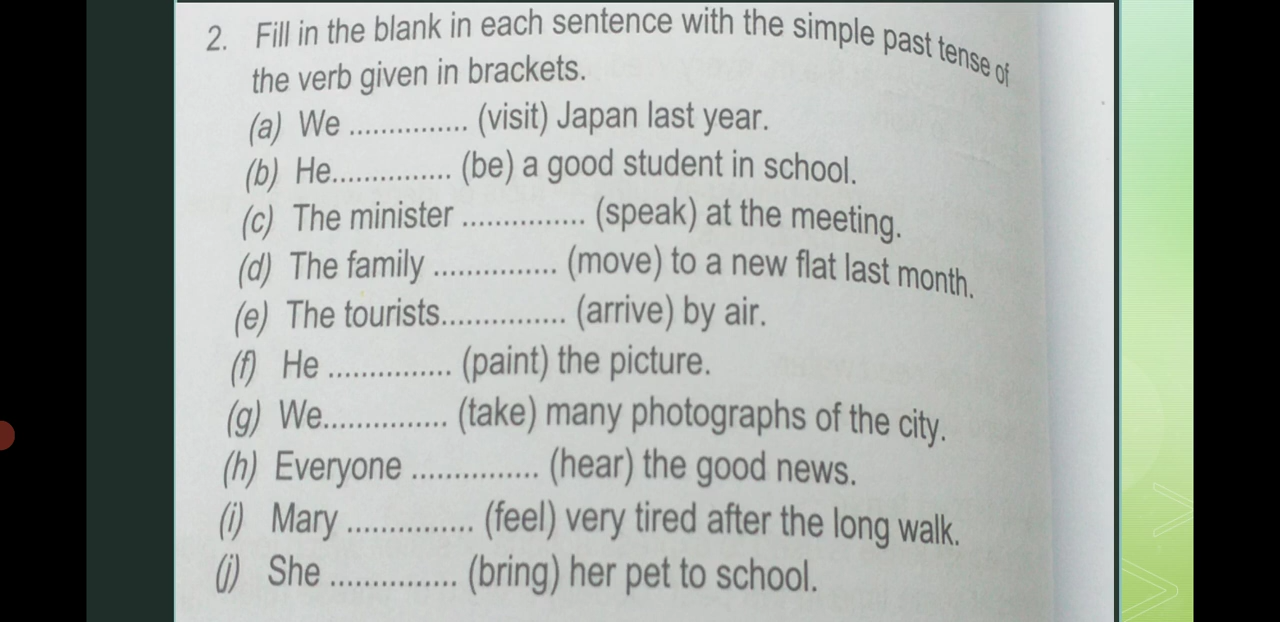 2. Fill in the blank in each sentence with the simple past tense of
the verb given in brackets.
(a) We ............... (visit) Japan last year.
(b) He............... (be) a good student in school.
(c) The minister ............... (speak) at the meeting.
(d) The family ............... (move) to a new flat last month.
(e) The tourists............... (arrive) by air.
(f) He ............... (paint) the picture.
(g) We............... (take) many photographs of the city.
(h) Everyone ............... (hear) the good news.
(i) Mary ............... (feel) very tired after the long walk.
(j) She ............... (bring) her pet to school.